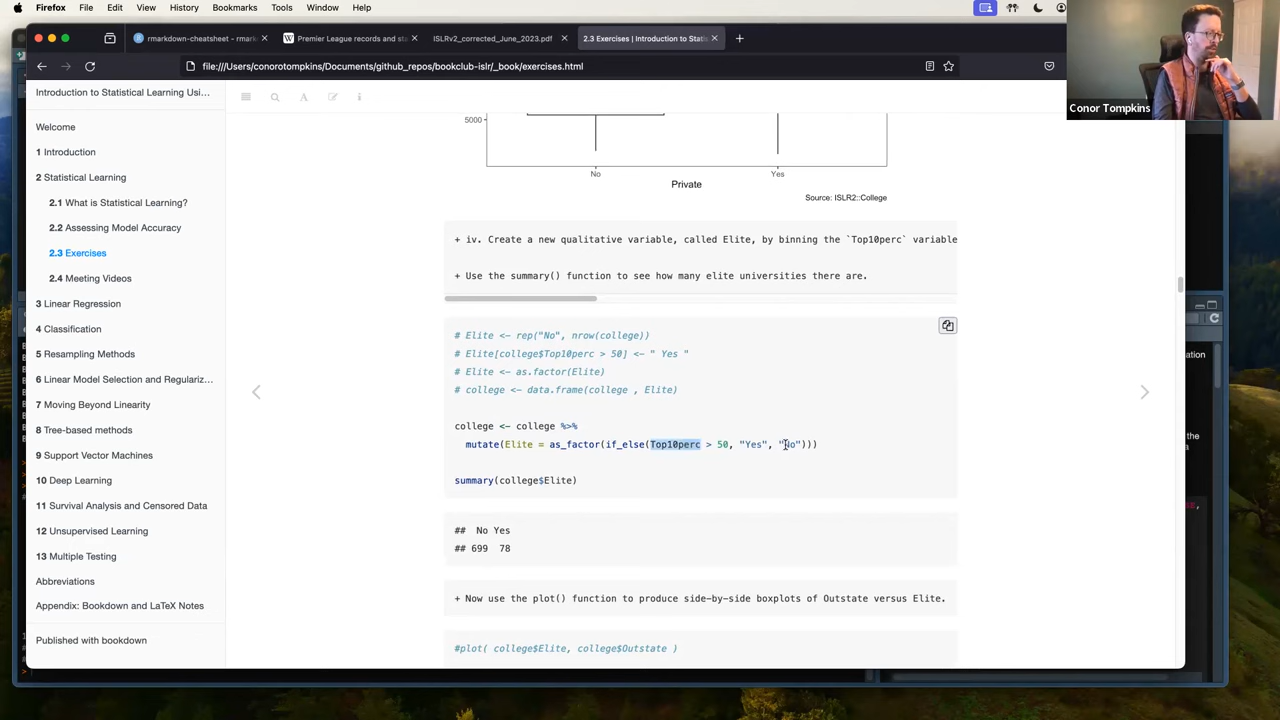 Firefox File Edit View History Bookmarks Tools Window Help
rmarkdown-cheatsheet - rmarko
Premier League records and sta
ISLRv2_corrected_June_2023.pdf
2.3 Exercises | Introduction to Stati
file:///Users/conorotompkins/Documents/github_repos/bookclub-islr/_book/exercises.html
Conor Tompkins
Introduction to Statistical Learning Usi...
Welcome
1 Introduction
2 Statistical Learning
2.1 What is Statistical Learning?
2.2 Assessing Model Accuracy
2.3 Exercises
2.4 Meeting Videos
3 Linear Regression
4 Classification
5 Resampling Methods
6 Linear Model Selection and Regulariz...
7 Moving Beyond Linearity
8 Tree-based methods
9 Support Vector Machines
10 Deep Learning
11 Survival Analysis and Censored Data
12 Unsupervised Learning
13 Multiple Testing
Abbreviations
Appendix: Bookdown and LaTeX Notes
Published with bookdown
5000
No Yes
Private
Source: ISLR2::College
+ iv. Create a new qualitative variable, called Elite, by binning the `Top10perc` variable
+ Use the summary() function to see how many elite universities there are.
# Elite <- rep("No", nrow(college))
# Elite[college$Top10perc > 50] <- " Yes "
# Elite <- as.factor(Elite)
# college <- data.frame(college , Elite)
college <- college %>%
mutate(Elite = as_factor(if_else(Top10perc > 50, "Yes", "No")))
summary(college$Elite)
## No Yes
## 699 78
+ Now use the plot() function to produce side-by-side boxplots of Outstate versus Elite.
#plot( college$Elite, college$Outstate )